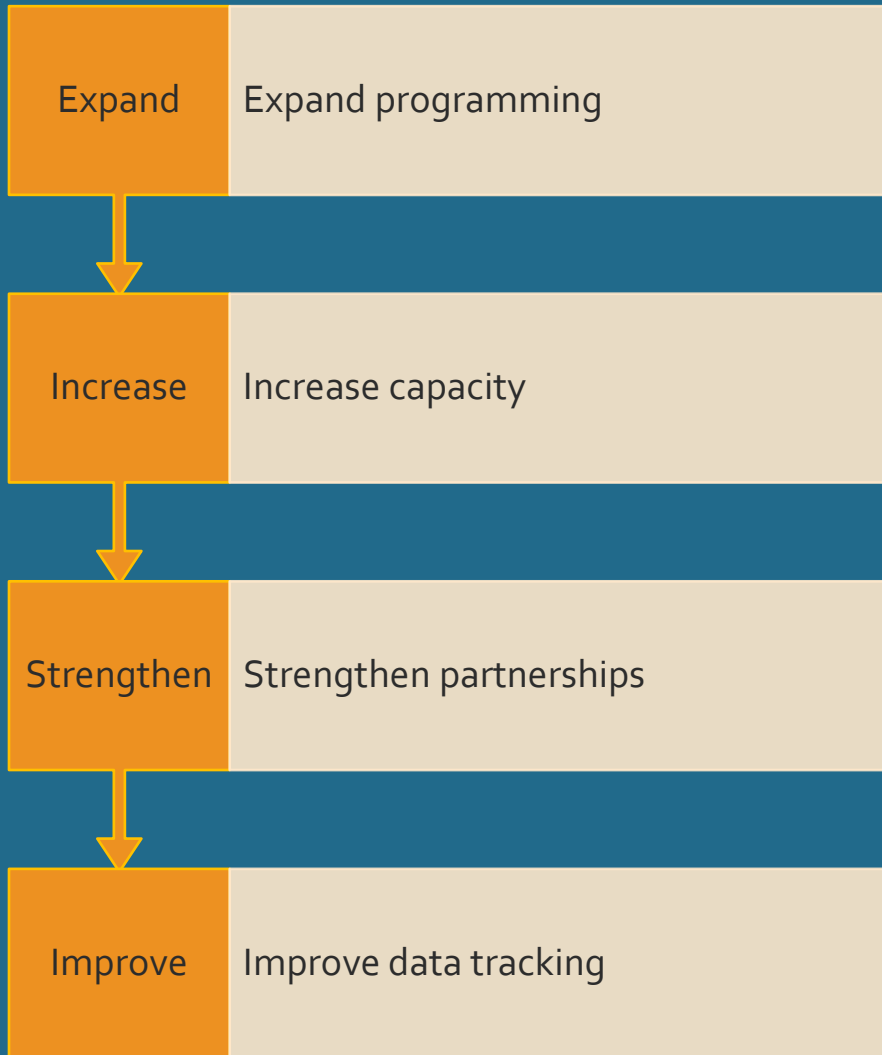 Expand
Expand programming
Increase
Increase capacity
Strengthen
Strengthen partnerships
Improve
Improve data tracking